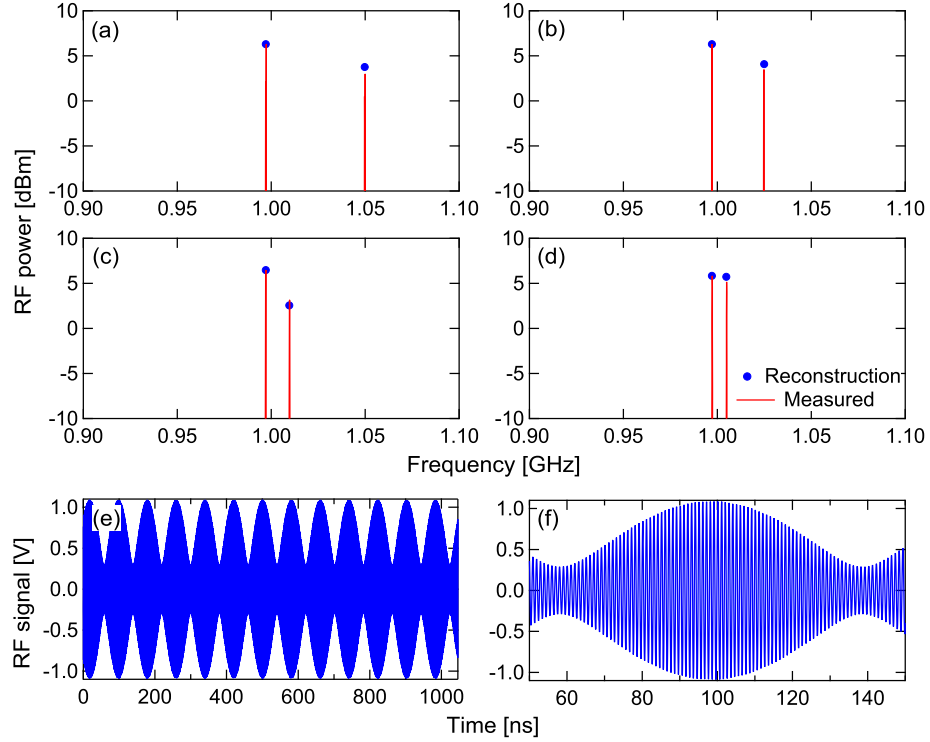 (a)
(b)
10
5
0
-5
-10
0.90 0.95 1.00 1.05 1.10
10
5
0
-5
-10
0.90 0.95 1.00 1.05 1.10
RF power [dBm]
(c)
(d)
10
5
0
-5
-10
0.90 0.95 1.00 1.05 1.10
10
5
0
-5
-10
0.90 0.95 1.00 1.05 1.10
Reconstruction
Measured
Frequency [GHz]
(e)
(f)
RF signal [V]
1.0
0.5
0.0
-0.5
-1.0
0 200 400 600 800 1000
1.0
0.5
0.0
-0.5
-1.0
60 80 100 120 140
Time [ns]